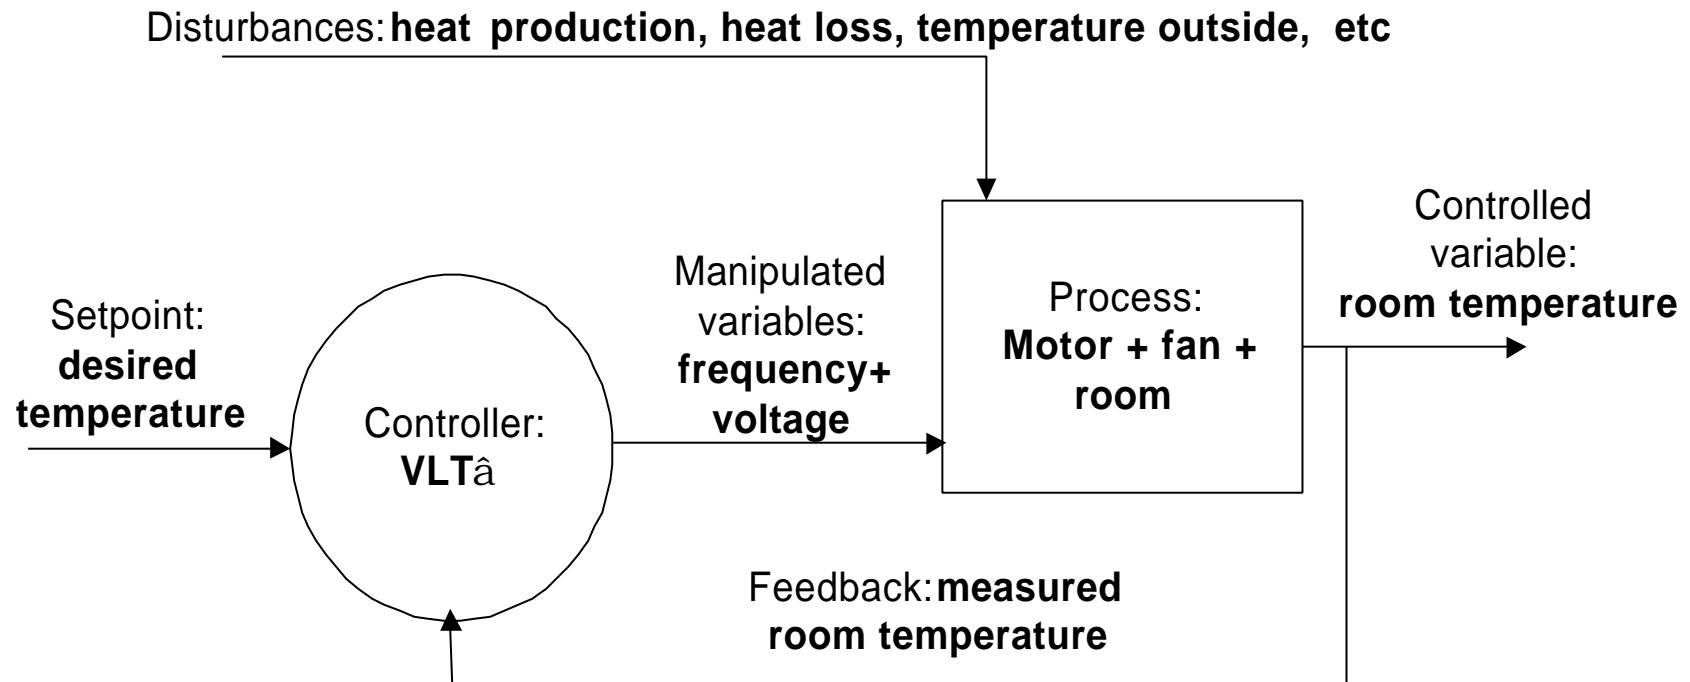 Disturbances: heat production, heat loss, temperature outside, etc
Setpoint:
desired
temperature
Controller:
VLTâ
Manipulated
variables:
frequency+
voltage
Process:
Motor + fan +
room
Controlled
variable:
room temperature
Feedback: measured
room temperature